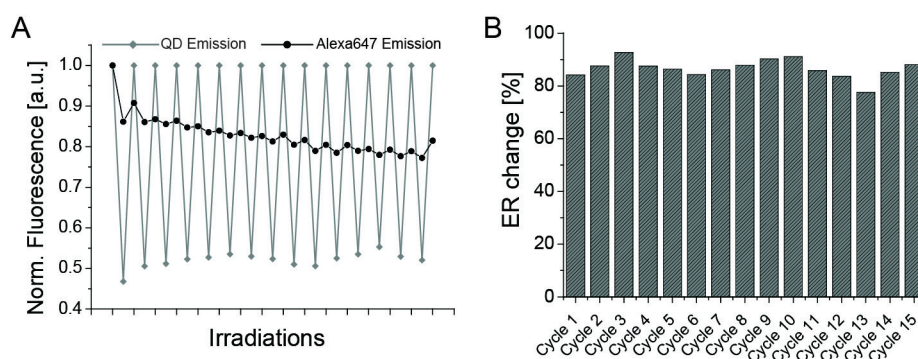 A
QD Emission
Alexa647 Emission
Norm. Fluorescence [a.u.]
1.0
0.9
0.8
0.7
0.6
0.5
0.4
Irradiations
B
ER change [%]
100
80
60
40
20
0
Cycle 1
Cycle 2
Cycle 3
Cycle 4
Cycle 5
Cycle 6
Cycle 7
Cycle 8
Cycle 9
Cycle 10
Cycle 11
Cycle 12
Cycle 13
Cycle 14
Cycle 15